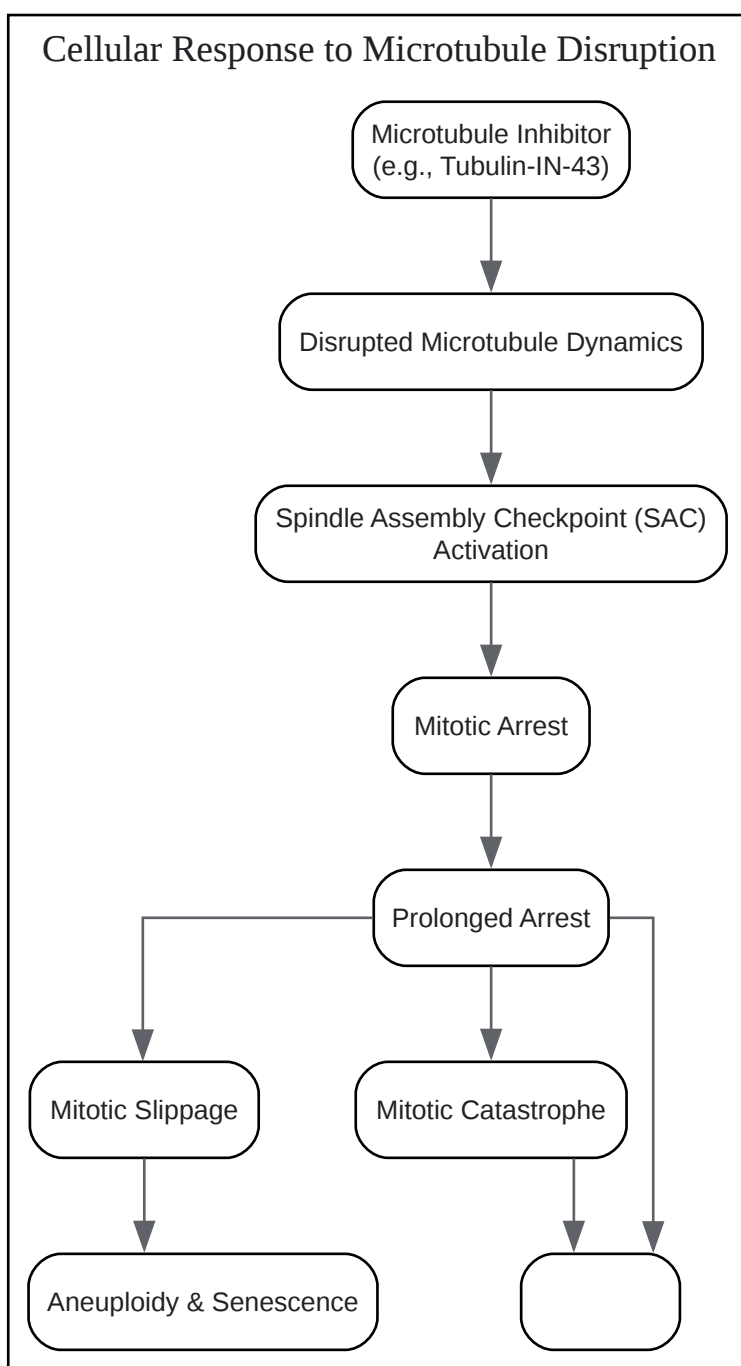 Cellular Response to Microtubule Disruption
Microtubule Inhibitor
(e.g., Tubulin-IN-43)
Disrupted Microtubule Dynamics
Spindle Assembly Checkpoint (SAC)
Activation
Mitotic Arrest
Prolonged Arrest
Mitotic Slippage
Mitotic Catastrophe
Aneuploidy & Senescence